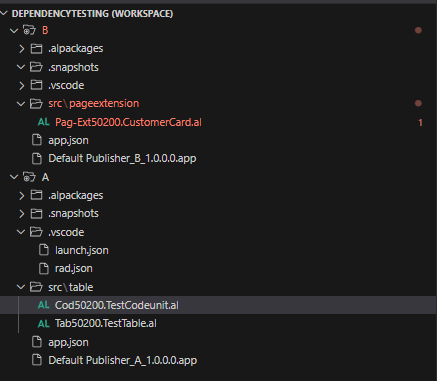 DEPENDENCYTESTING (WORKSPACE)
B
.alpackages
.snapshots
.vscode
src\pageextension
AL Pag-Ext50200.CustomerCard.al 1
app.json
Default Publisher_B_1.0.0.0.app
A
.alpackages
.snapshots
.vscode
launch.json
rad.json
src\table
AL Cod50200.TestCodeunit.al
AL Tab50200.TestTable.al
app.json
Default Publisher_A_1.0.0.0.app